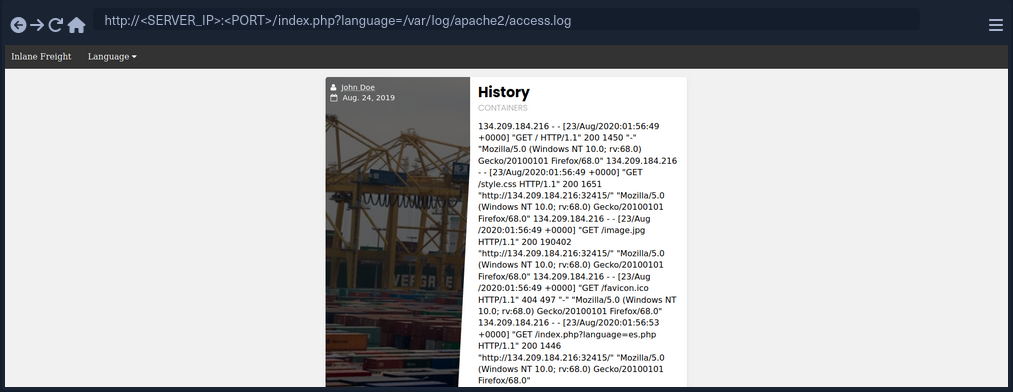 http://<SERVER_IP>:<PORT>/index.php?language=/var/log/apache2/access.log
Inlane Freight Language
John Doe
Aug. 24, 2019
History
CONTAINERS
134.209.184.216 - - [23/Aug/2020:01:56:49
+0000] "GET / HTTP/1.1" 200 1450 "-"
"Mozilla/5.0 (Windows NT 10.0; rv:68.0)
Gecko/20100101 Firefox/68.0" 134.209.184.216
- - [23/Aug/2020:01:56:49 +0000] "GET
/style.css HTTP/1.1" 200 1651
"http://134.209.184.216:32415/" "Mozilla/5.0
(Windows NT 10.0; rv:68.0) Gecko/20100101
Firefox/68.0" 134.209.184.216 - - [23/Aug
/2020:01:56:49 +0000] "GET /image.jpg
HTTP/1.1" 200 190402
"http://134.209.184.216:32415/" "Mozilla/5.0
(Windows NT 10.0; rv:68.0) Gecko/20100101
Firefox/68.0" 134.209.184.216 - - [23/Aug
/2020:01:56:49 +0000] "GET /favicon.ico
HTTP/1.1" 404 497 "-" "Mozilla/5.0 (Windows NT
10.0; rv:68.0) Gecko/20100101 Firefox/68.0"
134.209.184.216 - - [23/Aug/2020:01:56:53
+0000] "GET /index.php?language=es.php
HTTP/1.1" 200 1446
"http://134.209.184.216:32415/" "Mozilla/5.0
(Windows NT 10.0; rv:68.0) Gecko/20100101
Firefox/68.0"